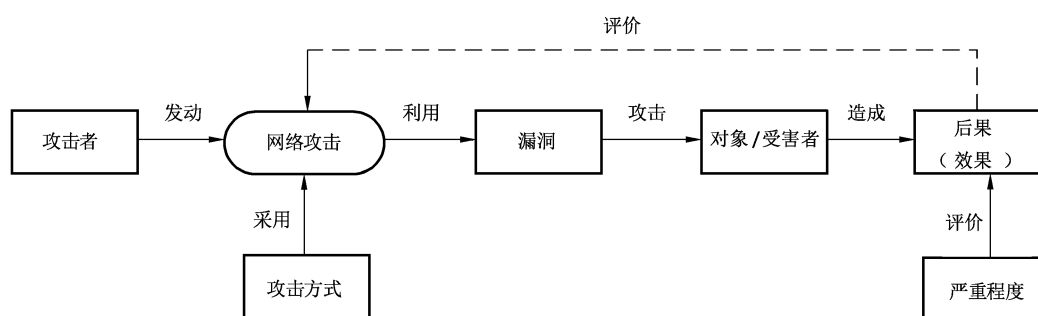 评价
发动
利用
攻击
造成
攻击者
网络攻击
漏洞
对象/受害者
后果
(效果)
采用
评价
攻击方式
严重程度